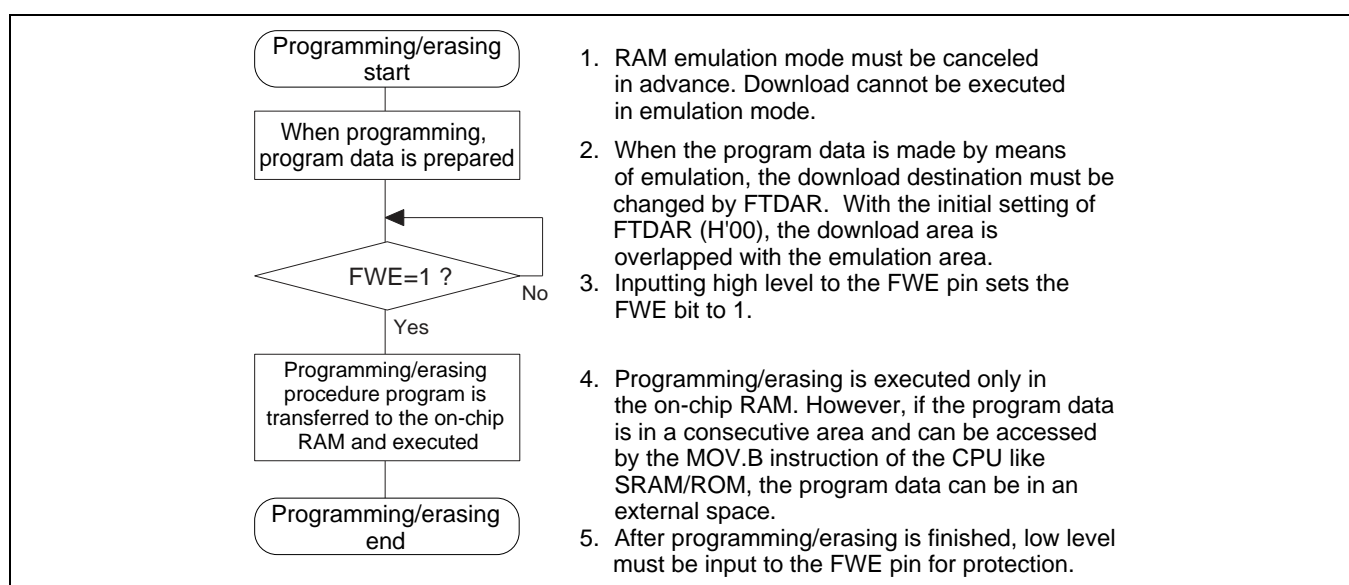 Programming/erasing
start
When programming,
program data is prepared
FWE=1 ?
No
Yes
Programming/erasing
procedure program is
transferred to the on-chip
RAM and executed
Programming/erasing
end
1. RAM emulation mode must be canceled
in advance. Download cannot be executed
in emulation mode.
2. When the program data is made by means
of emulation, the download destination must be
changed by FTDAR.  With the initial setting of
FTDAR (H'00), the download area is
overlapped with the emulation area.
3. Inputting high level to the FWE pin sets the
FWE bit to 1.
4. Programming/erasing is executed only in
the on-chip RAM. However, if the program data
is in a consecutive area and can be accessed
by the MOV.B instruction of the CPU like
SRAM/ROM, the program data can be in an
external space.
5. After programming/erasing is finished, low level
must be input to the FWE pin for protection.